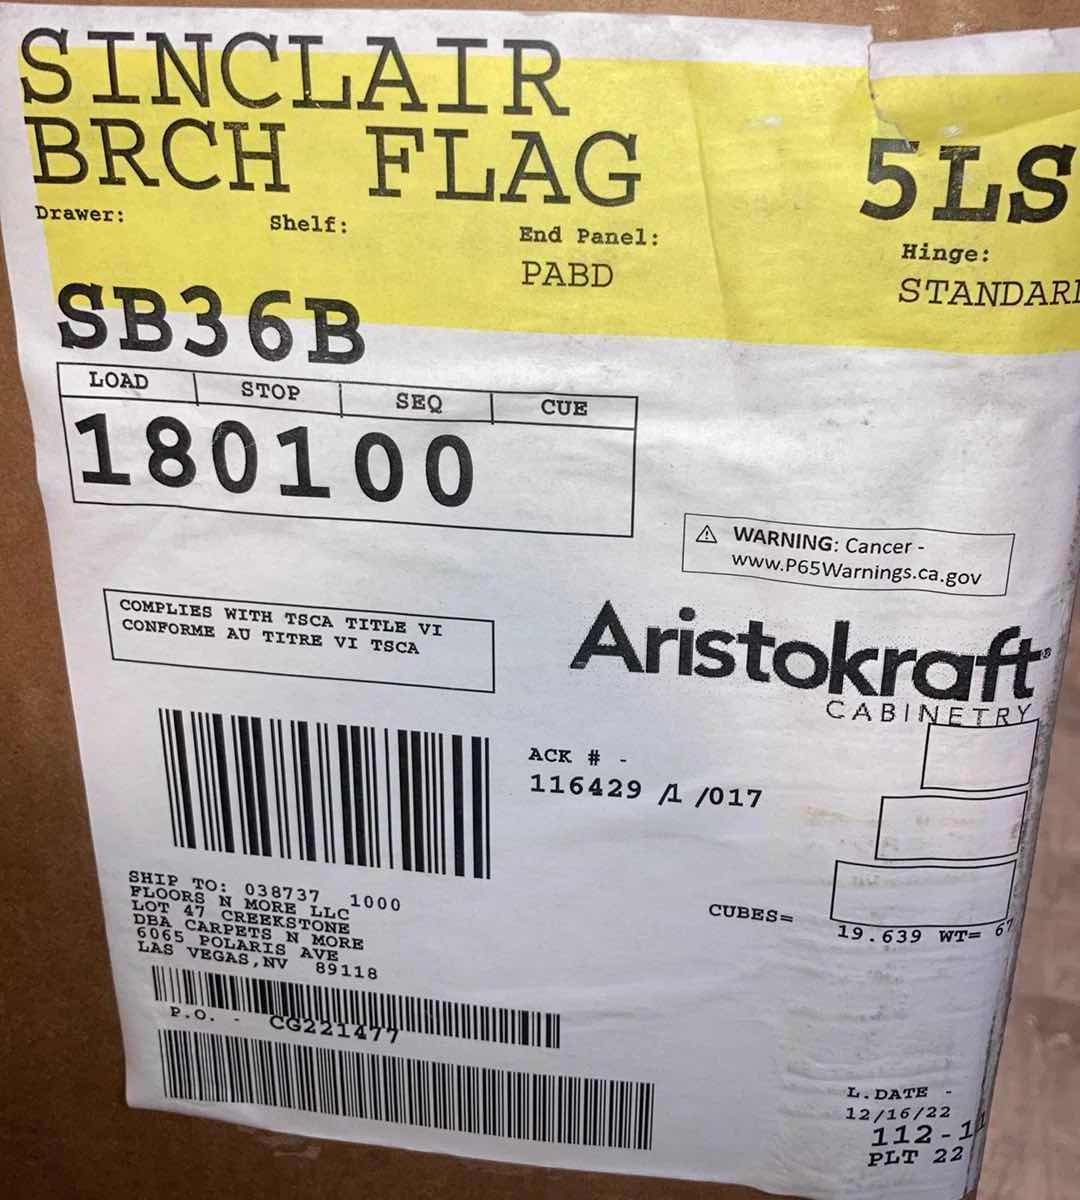 SINCLAIR
BRCH FLAG
5LS
Drawer:
Shelf:
End Panel:
PABD
Hinge:
SB36B
LOAD STOP SEQ CUE
180100
⚠ WARNING: Cancer -
www.P65Warnings.ca.gov
COMPLIES WITH TSCA TITLE VI
CONFORME AU TITRE VI TSCA
Aristokraft®
CABINETRY
ACK # -
116429 /1 /017
SHIP TO: 038737 1000
FLOORS N MORE LLC
LOT 47 CREEKSTONE
DBA CARPETS N MORE
6065 POLARIS AVE
LAS VEGAS,NV 89118
CUBES=
19.639 WT= 67
P.O. - CG221477
L.DATE -
12/16/22
PLT 22